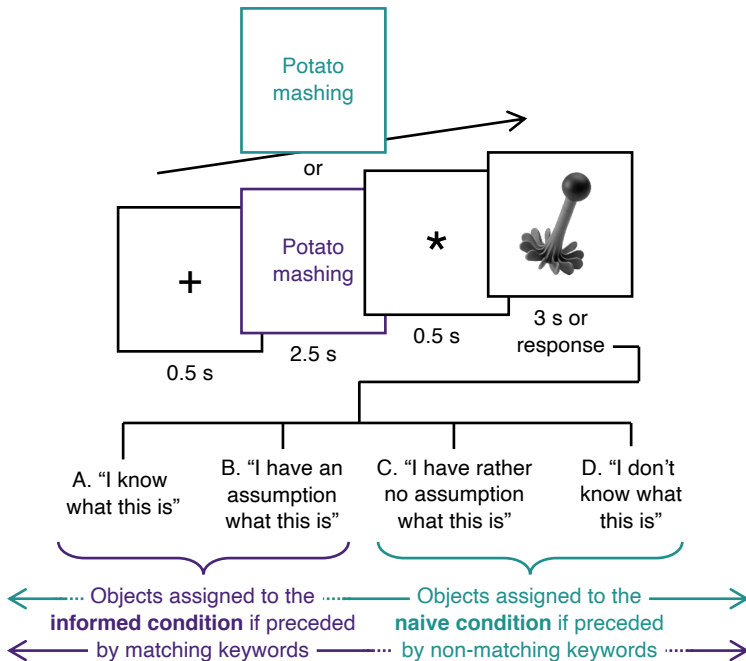 Potato
mashing
or
+
Potato
mashing
*
0.5 s
2.5 s
0.5 s
3 s or
response
A. “I know
what this is”
B. “I have an
assumption
what this is”
C. “I have rather
no assumption
what this is”
D. “I don’t
know what
this is”
Objects assigned to the
informed condition if preceded
by matching keywords
Objects assigned to the
naive condition if preceded
by non-matching keywords